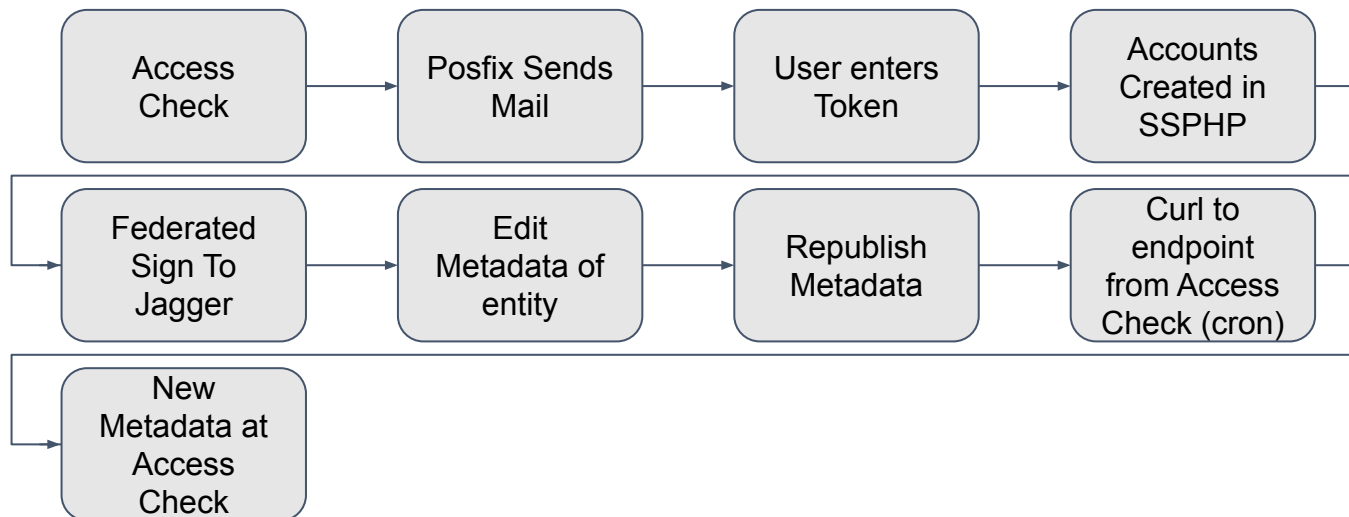 Access
Check
Posfix Sends
Mail
User enters
Token
Accounts
Created in
SSPHP
Federated
Sign To
Jagger
Edit
Metadata of
entity
Republish
Metadata
Curl to
endpoint
from Access
Check (cron)
New
Metadata at
Access
Check